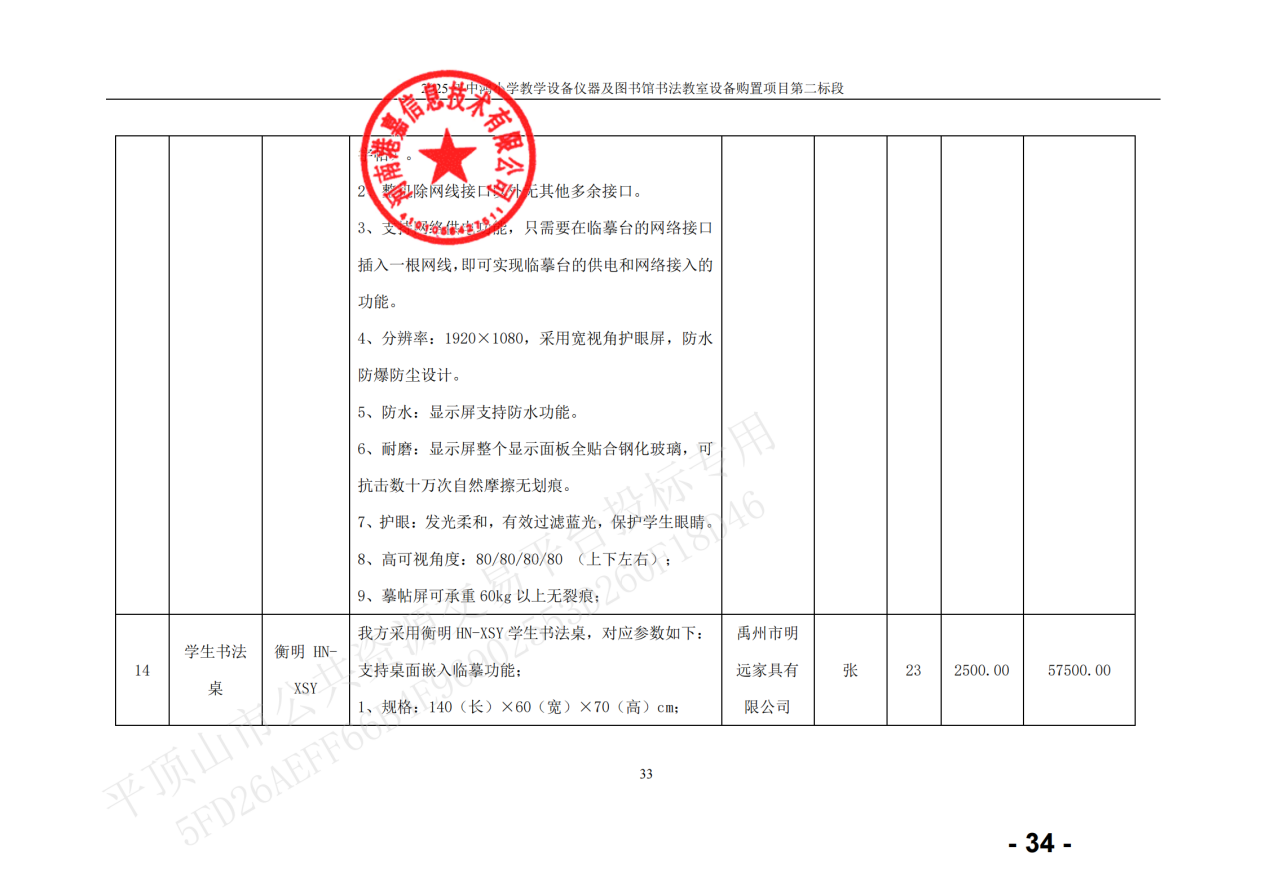 25 中鸿小学教学设备仪器及图书馆书法教室设备购置项目第二标段
河南港嘉信息技术有限公司
2、整机除网线接口以外无其他多余接口。
3、支持网络供电功能，只需要在临摹台的网络接口
插入一根网线，即可实现临摹台的供电和网络接入的
功能。
4、分辨率：1920×1080，采用宽视角护眼屏，防水
防爆防尘设计。
5、防水：显示屏支持防水功能。
6、耐磨：显示屏整个显示面板全贴合钢化玻璃，可
抗击数十万次自然摩擦无划痕。
7、护眼：发光柔和，有效过滤蓝光，保护学生眼睛。
8、高可视角度：80/80/80/80 （上下左右）；
9、摹帖屏可承重 60kg 以上无裂痕；
14
学生书法
桌
衡明 HN-
XSY
我方采用衡明 HN-XSY 学生书法桌，对应参数如下：
支持桌面嵌入临摹功能；
1、规格：140（长）×60（宽）×70（高）cm；
禹州市明
远家具有
限公司
张
23
2500.00
57500.00
平顶山市公共资源交易平台投标专用
33
- 34 -